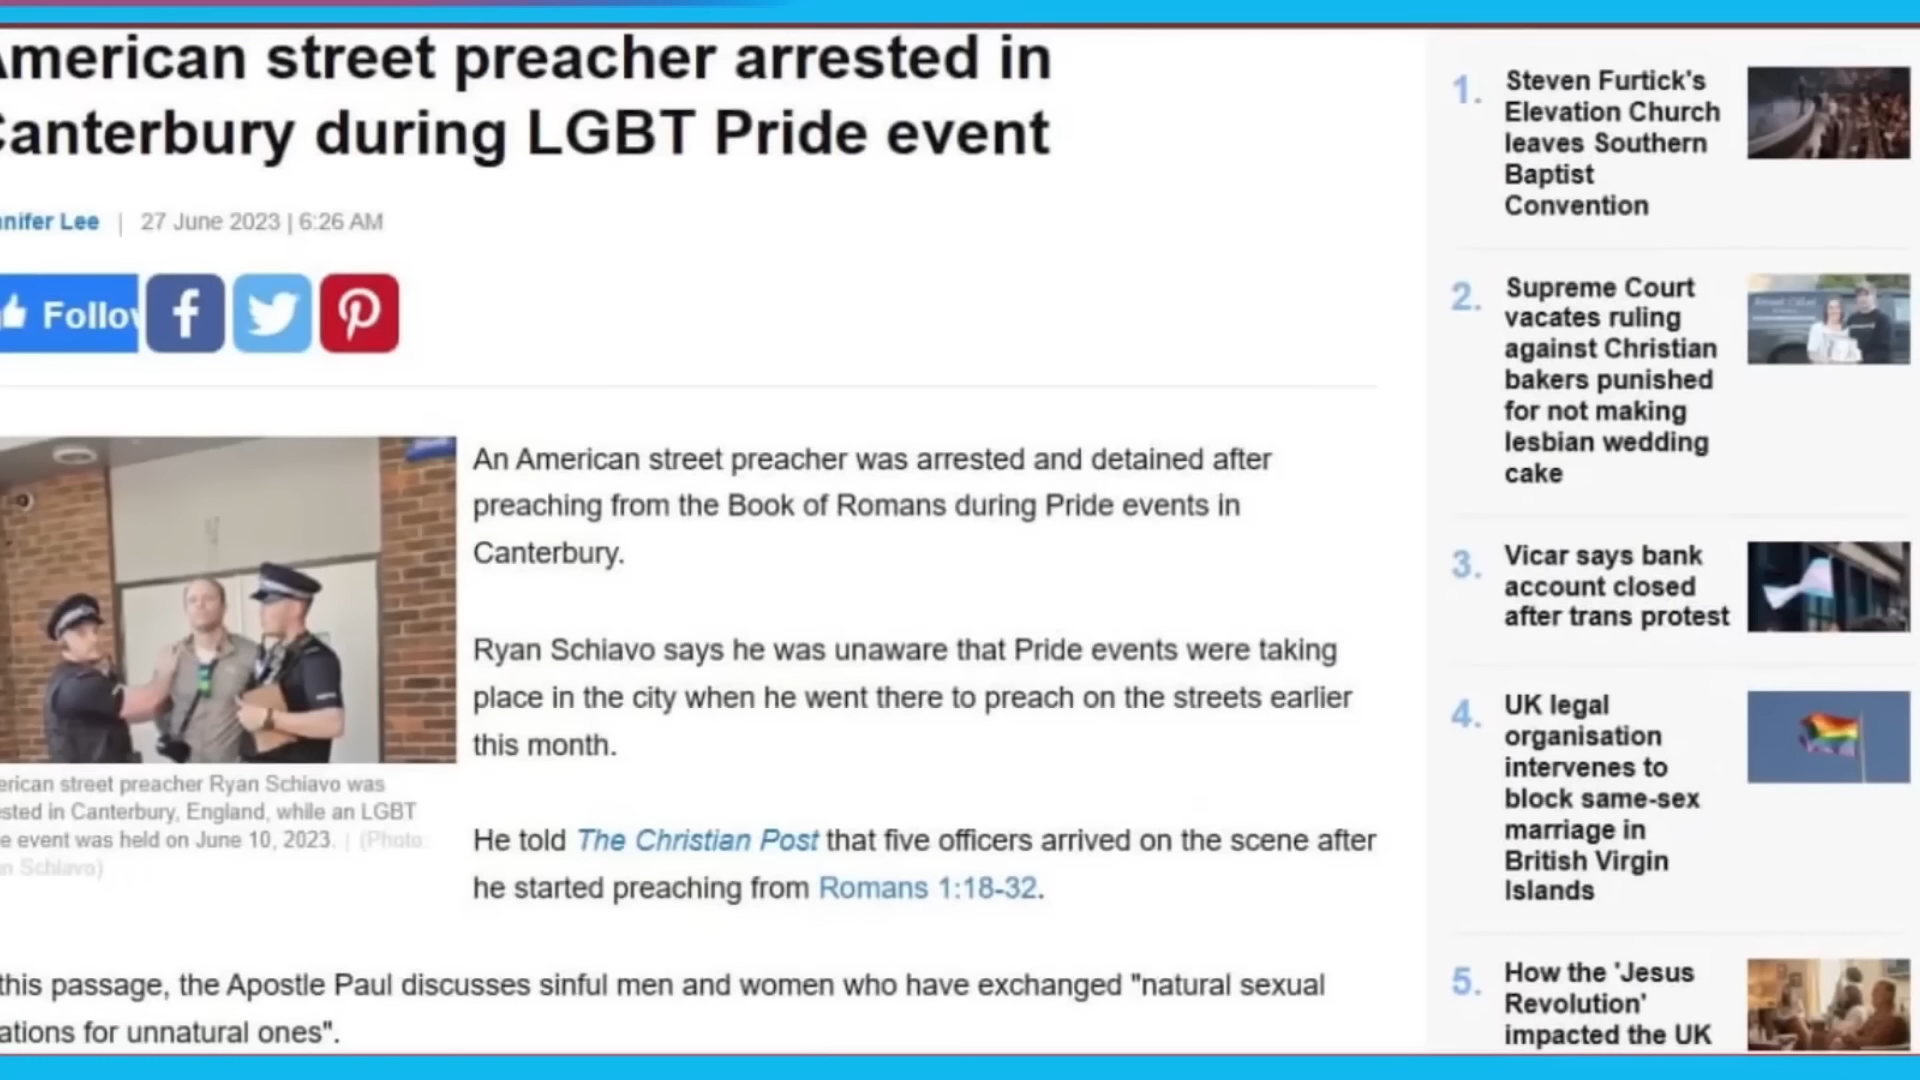 American street preacher arrested in
Canterbury during LGBT Pride event
nnifer Lee | 27 June 2023 | 6:26 AM
Follow
An American street preacher was arrested and detained after
preaching from the Book of Romans during Pride events in
Canterbury.
Ryan Schiavo says he was unaware that Pride events were taking
place in the city when he went there to preach on the streets earlier
this month.
He told The Christian Post that five officers arrived on the scene after
he started preaching from Romans 1:18-32.
erican street preacher Ryan Schiavo was
sted in Canterbury, England, while an LGBT
e event was held on June 10, 2023. | (Photo:
n Schiavo)
this passage, the Apostle Paul discusses sinful men and women who have exchanged "natural sexual
ations for unnatural ones".
1. Steven Furtick's
Elevation Church
leaves Southern
Baptist
Convention
2. Supreme Court
vacates ruling
against Christian
bakers punished
for not making
lesbian wedding
cake
3. Vicar says bank
account closed
after trans protest
4. UK legal
organisation
intervenes to
block same-sex
marriage in
British Virgin
Islands
5. How the 'Jesus
Revolution'
impacted the UK